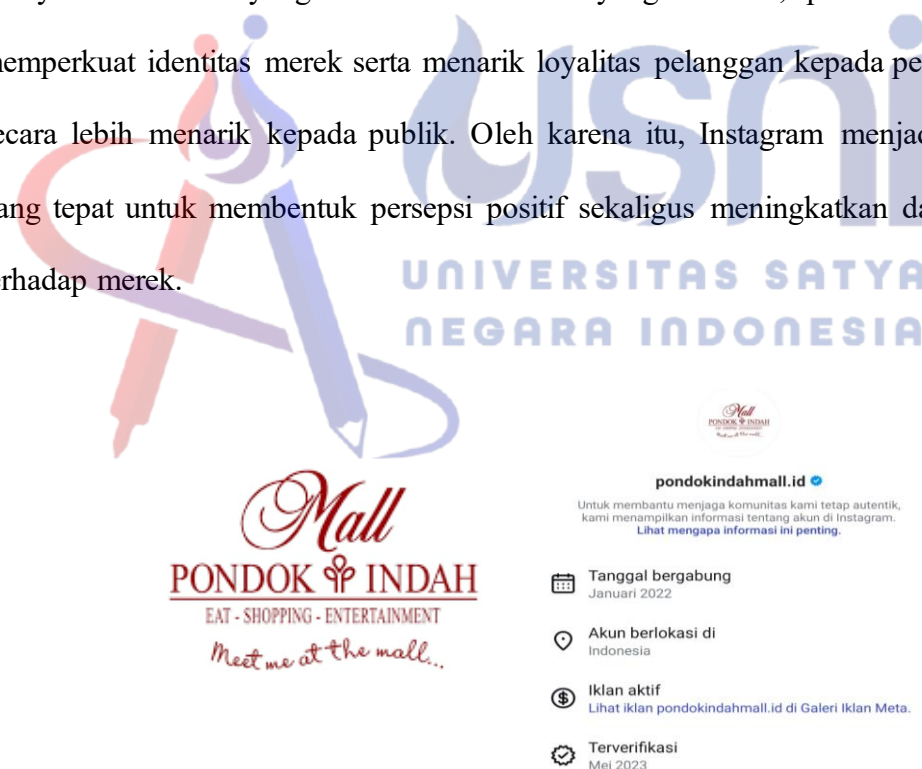 memperkuat identitas merek serta menarik loyalitas pelanggan kepada
secara lebih menarik kepada publik. Oleh karena itu, Instagram
yang tepat untuk membentuk persepsi positif sekaligus meningkatkan
terhadap merek.
usni
UNIVERSITAS SATYA
NEGARA INDONESIA
Mall
PONDOK INDAH
EAT - SHOPPING - ENTERTAINMENT
Meet me at the mall...
Mall
PONDOK INDAH
pondokindahmall.id
Untuk membantu menjaga komunitas kami tetap autentik,
kami menampilkan informasi tentang akun di Instagram.
Lihat mengapa informasi ini penting.
Tanggal bergabung
Januari 2022
Akun berlokasi di
Indonesia
Iklan aktif
Lihat iklan pondokindahmall.id di Galeri Iklan Meta.
Terverifikasi
Mei 2023